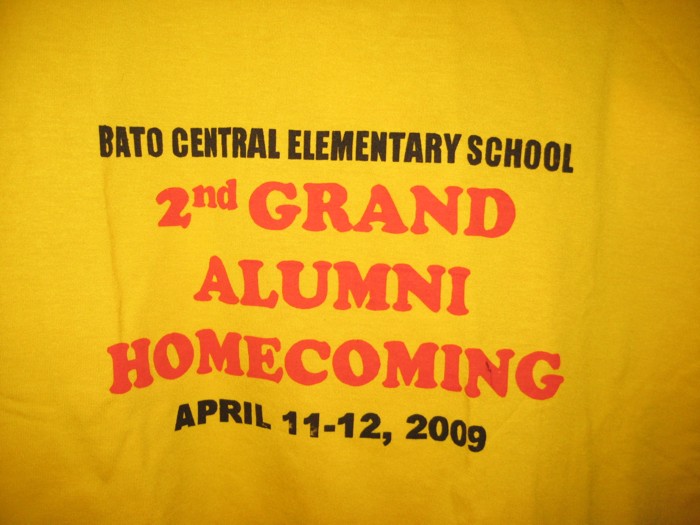 BATO CENTRAL ELEMENTARY SCHOOL
2nd GRAND
ALUMNI
HOMECOMING
APRIL 11-12, 2009